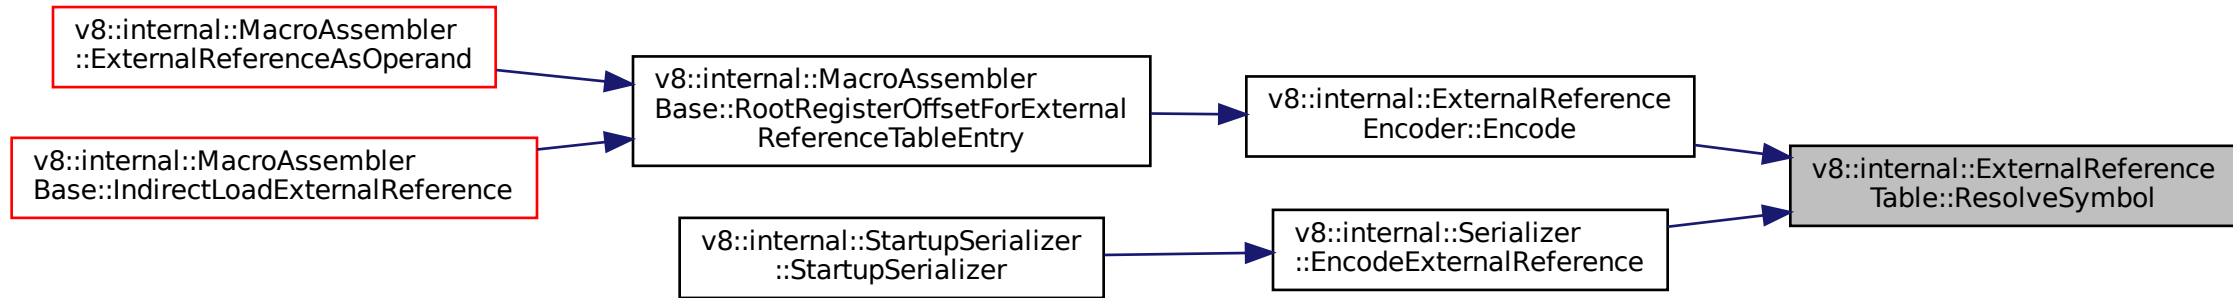 v8::internal::MacroAssembler
::ExternalReferenceAsOperand
v8::internal::MacroAssembler
Base::IndirectLoadExternalReference
v8::internal::MacroAssembler
Base::RootRegisterOffsetForExternal
ReferenceTableEntry
v8::internal::StartupSerializer
::StartupSerializer
v8::internal::ExternalReference
Encoder::Encode
v8::internal::Serializer
::EncodeExternalReference
v8::internal::ExternalReference
Table::ResolveSymbol